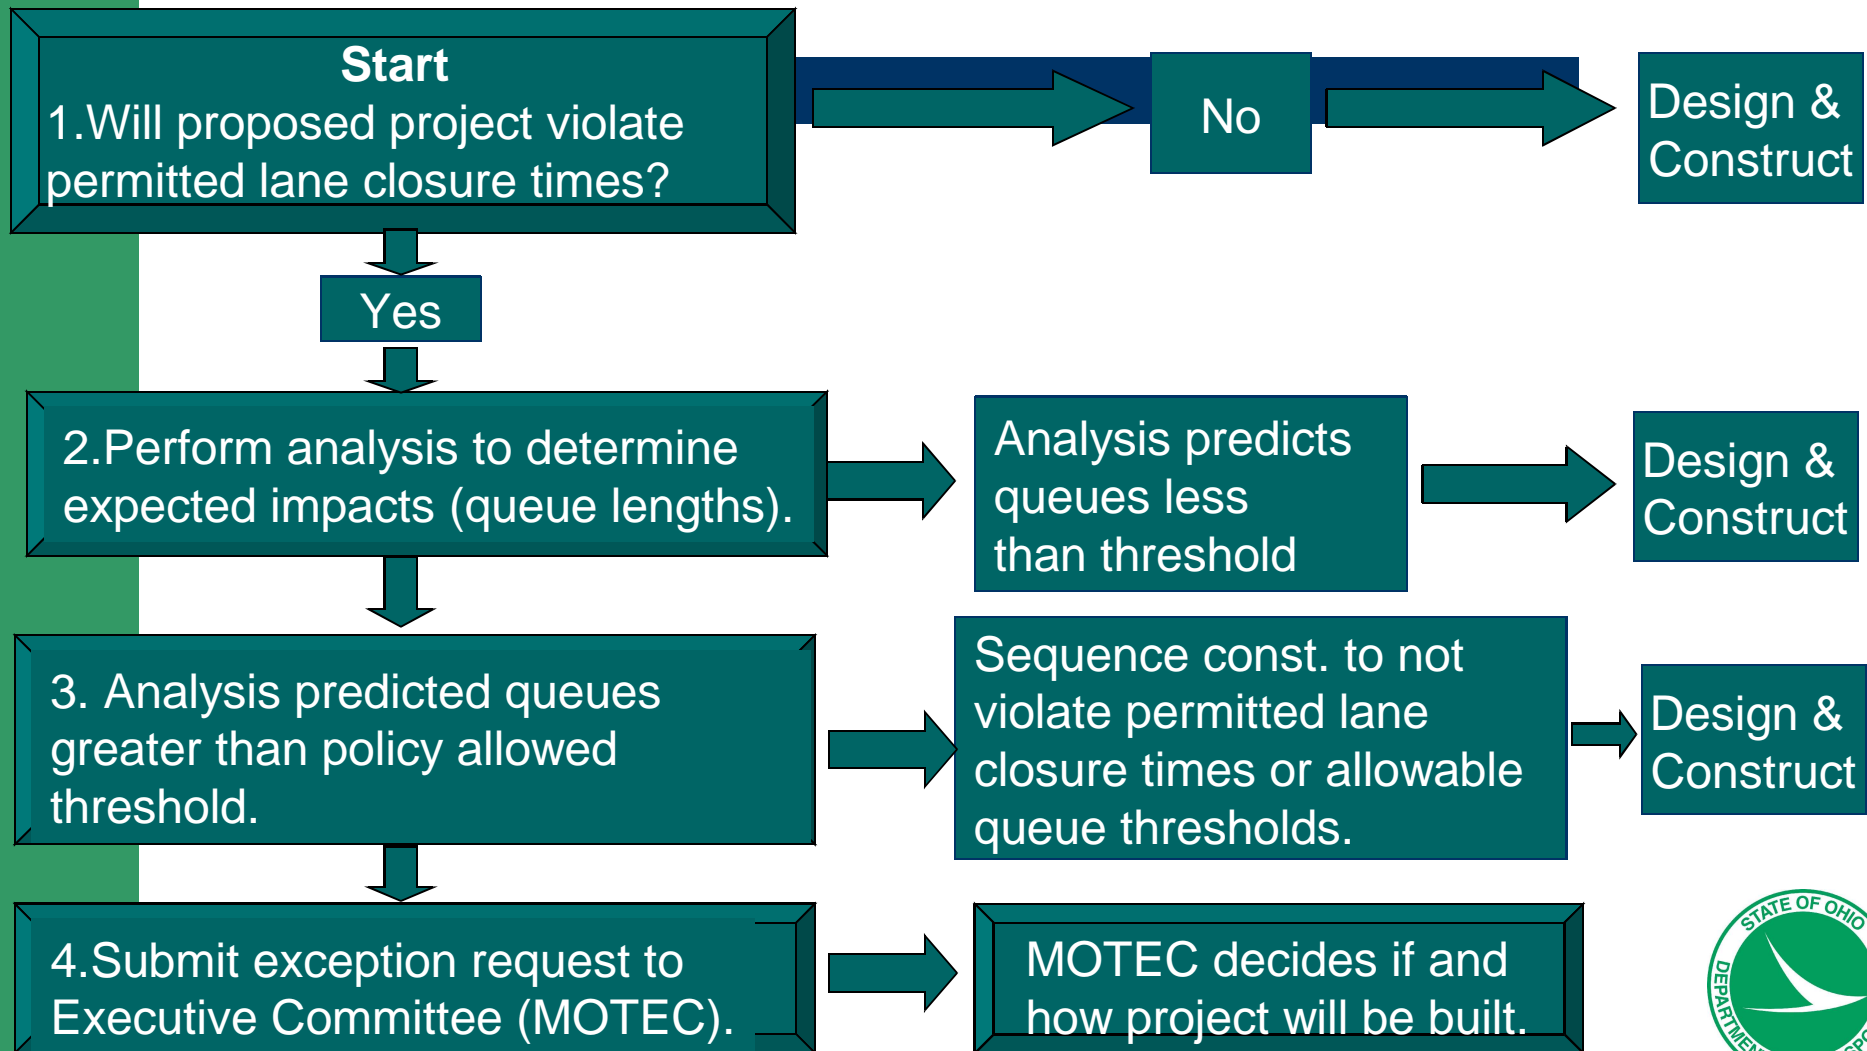 Start
1.Will proposed project violate
permitted lane closure times?
No
Design &
Construct
Yes
2.Perform analysis to determine
expected impacts (queue lengths).
Analysis predicts
queues less
than threshold
Design &
Construct
3. Analysis predicted queues
greater than policy allowed
threshold.
Sequence const. to not
violate permitted lane
closure times or allowable
queue thresholds.
Design &
Construct
4.Submit exception request to
Executive Committee (MOTEC).
MOTEC decides if and
how project will be built.
STATE OF OHIO